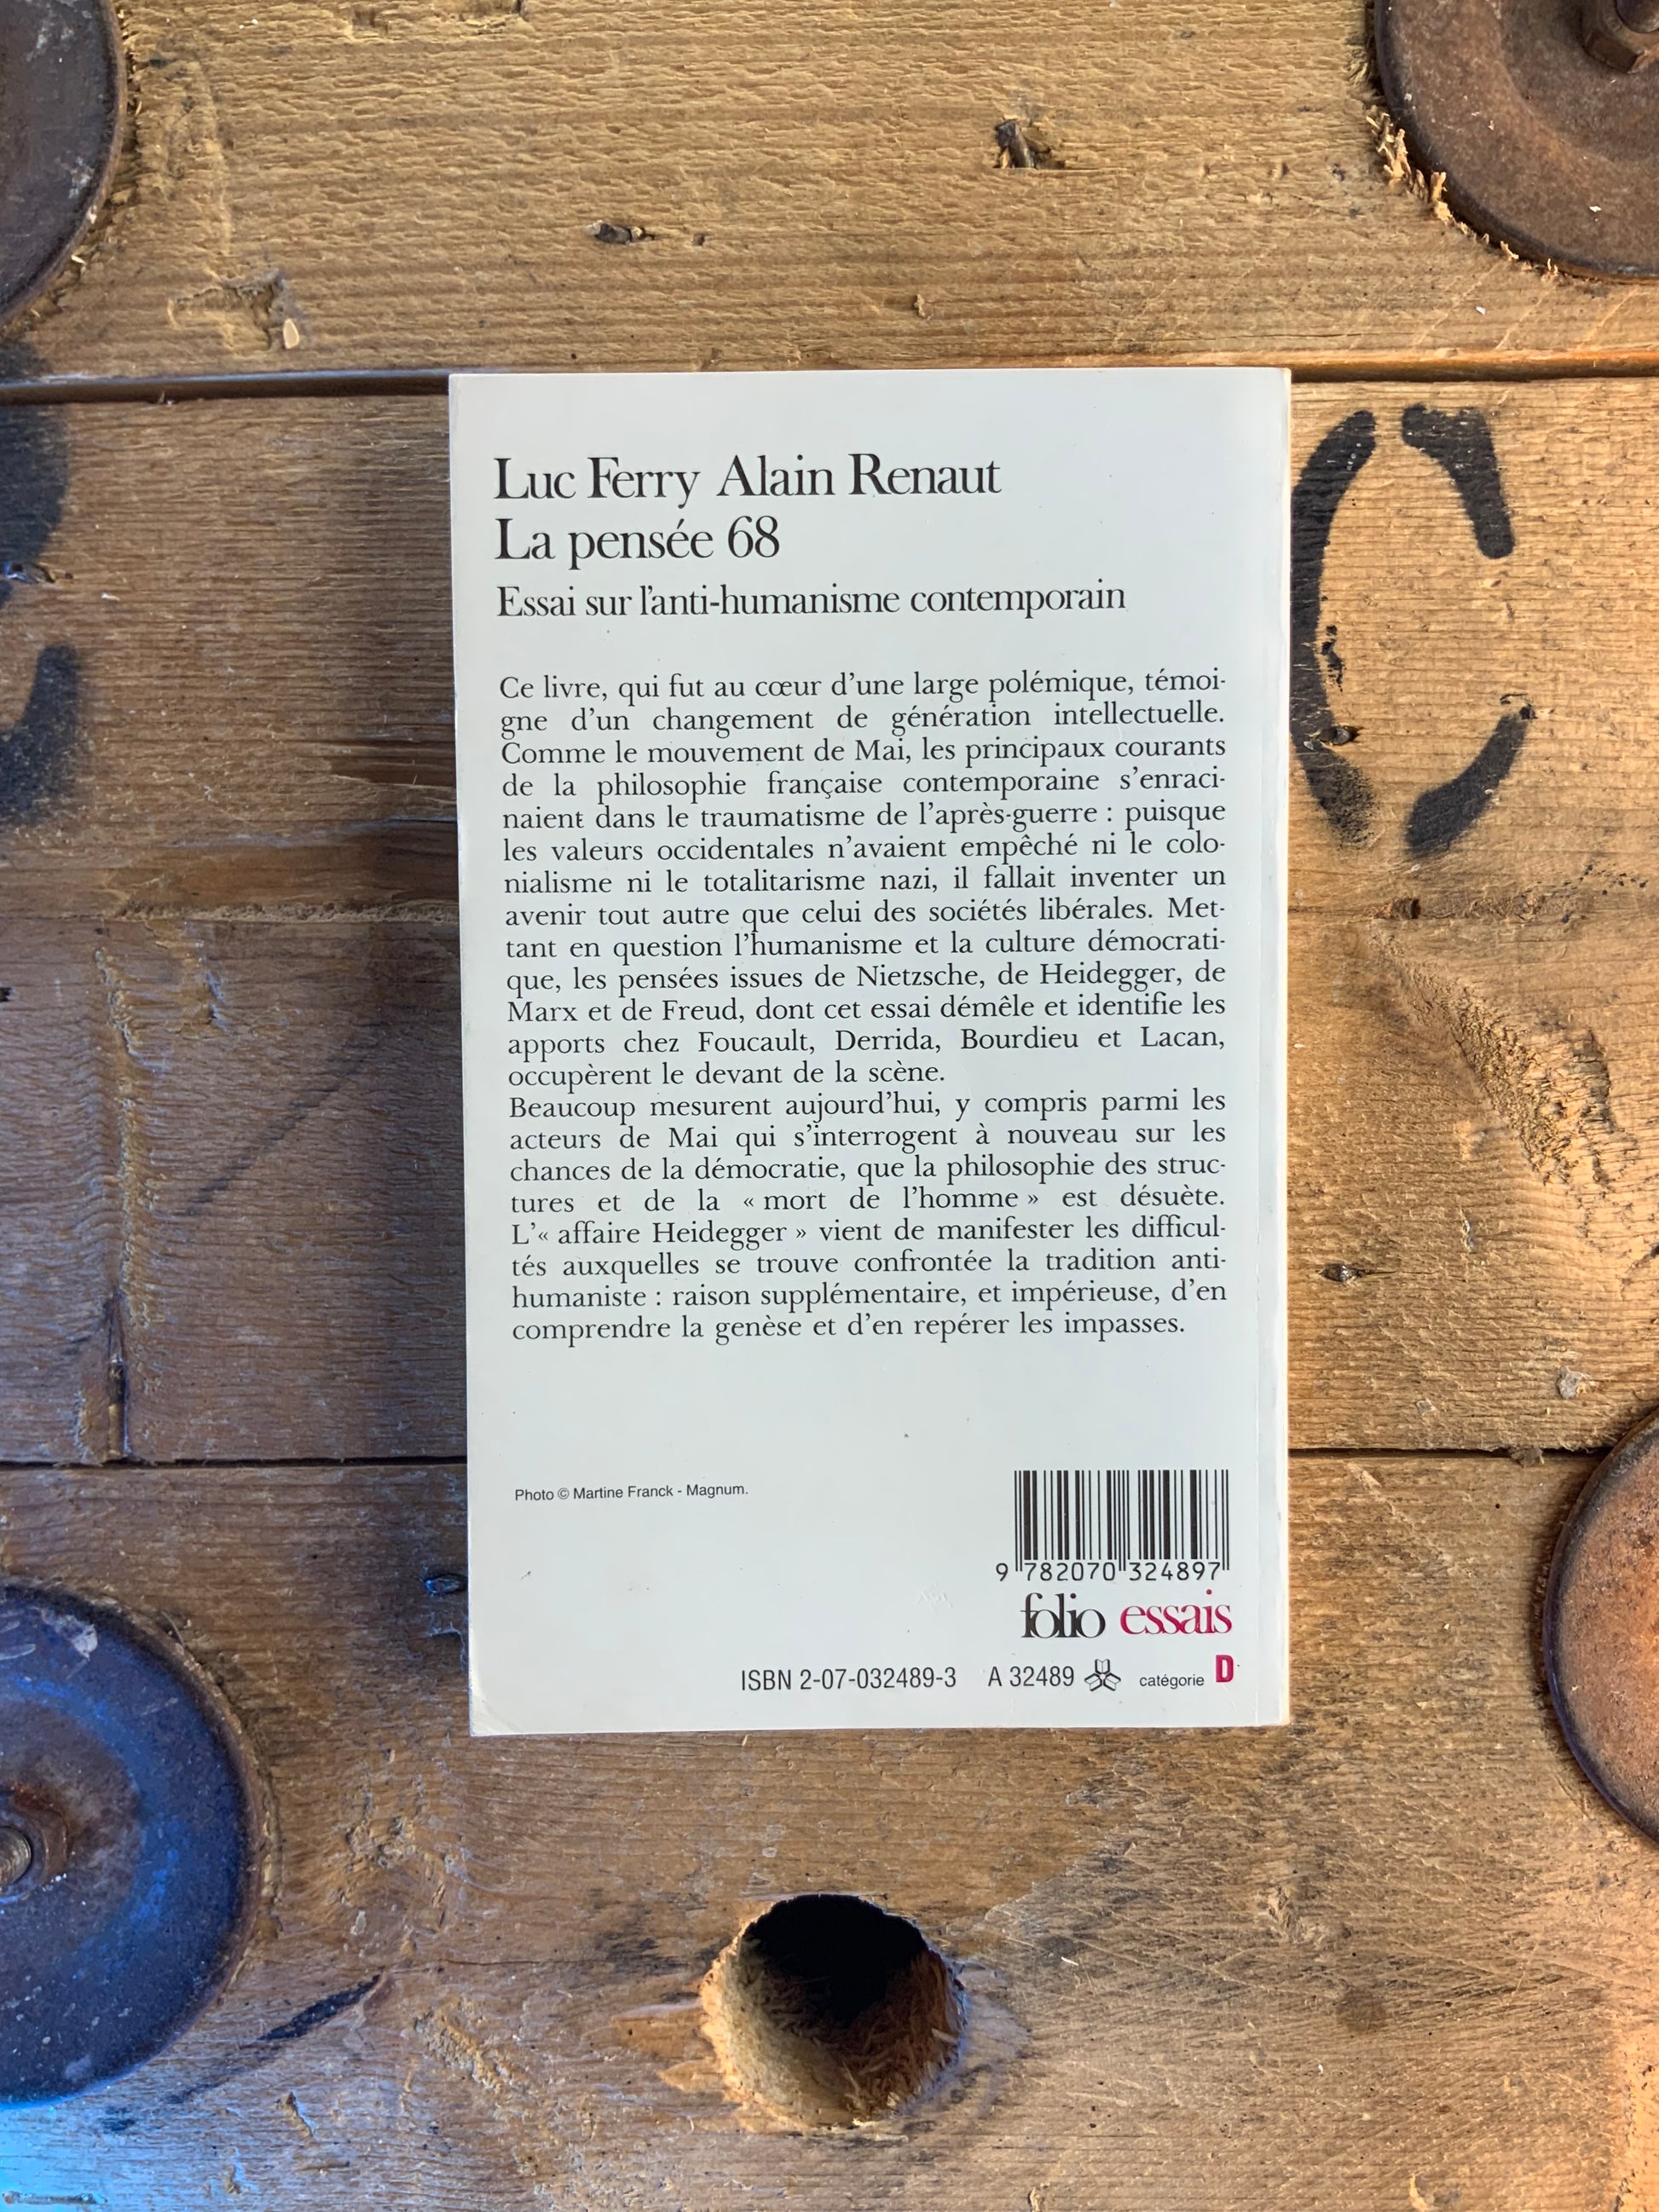 Luc Ferry Alain Renaut
La pensée 68
Essai sur l'anti-humanisme contemporain
Ce livre, qui fut au cœur d'une large polémique, témoi-
gne d'un changement de génération intellectuelle.
Comme le mouvement de Mai, les principaux courants
de la philosophie française contemporaine s'enraci-
naient dans le traumatisme de l'après-guerre : puisque
les valeurs occidentales n'avaient empêché ni le colo-
nialisme ni le totalitarisme nazi, il fallait inventer un
avenir tout autre que celui des sociétés libérales. Met-
tant en question l'humanisme et la culture démocrati-
que, les pensées issues de Nietzsche, de Heidegger, de
Marx et de Freud, dont cet essai démêle et identifie les
apports chez Foucault, Derrida, Bourdieu et Lacan,
occupèrent le devant de la scène.
Beaucoup mesurent aujourd'hui, y compris parmi les
acteurs de Mai qui s'interrogent à nouveau sur les
chances de la démocratie, que la philosophie des struc-
tures et de la « mort de l'homme » est désuète.
L'« affaire Heidegger » vient de manifester les difficul-
tés auxquelles se trouve confrontée la tradition anti-
humaniste : raison supplémentaire, et impérieuse, d'en
comprendre la genèse et d'en repérer les impasses.
Photo © Martine Franck - Magnum.
9 782070 324897
folio essais
ISBN 2-07-032489-3 A 32489 catégorie D